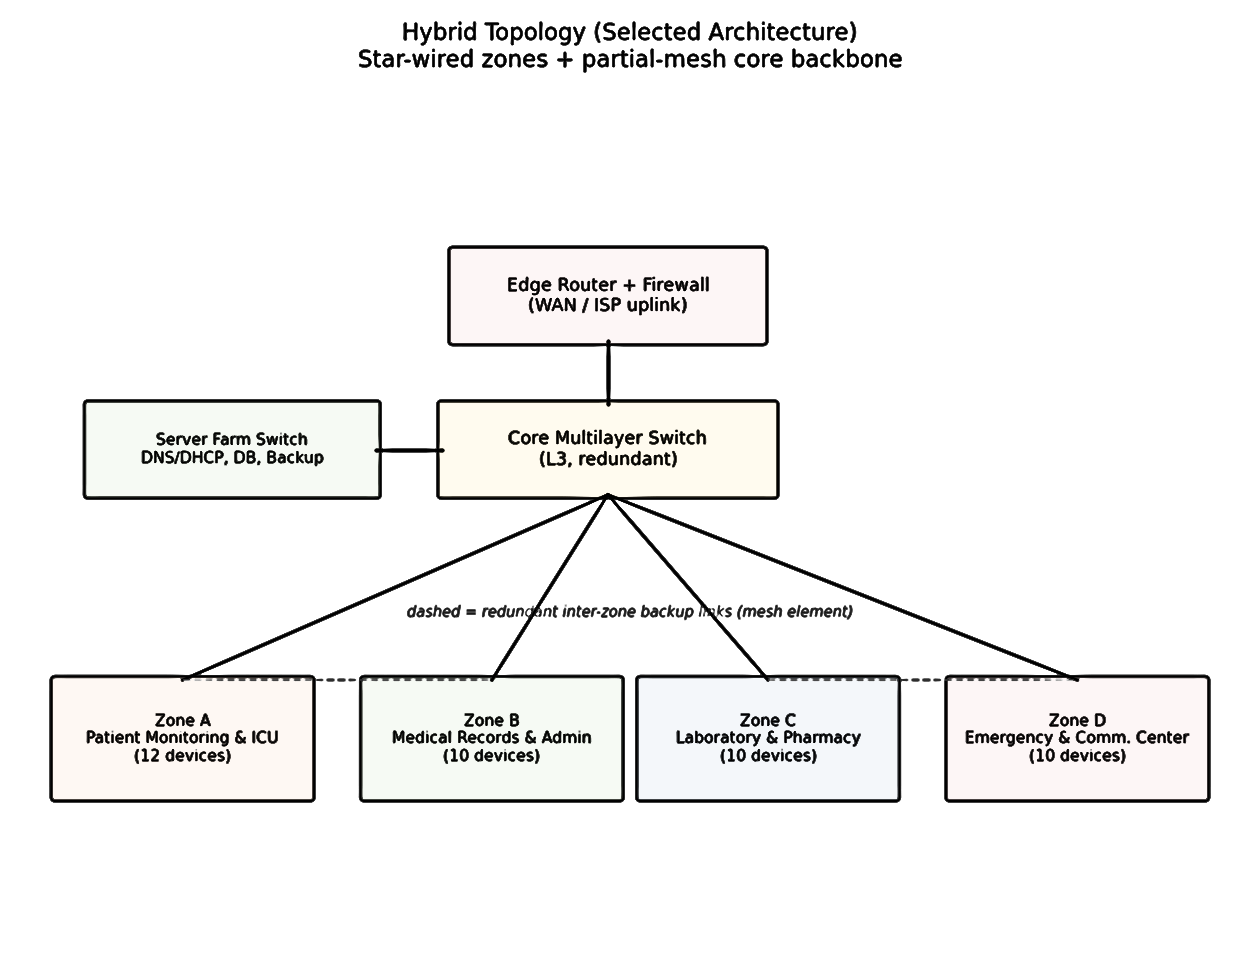 Hybrid Topology (Selected Architecture)
Star-wired zones + partial-mesh core backbone
Edge Router + Firewall
(WAN / ISP uplink)
Server Farm Switch
DNS/DHCP, DB, Backup
Core Multilayer Switch
(L3, redundant)
dashed = redundant inter-zone backup links (mesh element)
Zone A
Patient Monitoring & ICU
(12 devices)
Zone B
Medical Records & Admin
(10 devices)
Zone C
Laboratory & Pharmacy
(10 devices)
Zone D
Emergency & Comm. Center
(10 devices)